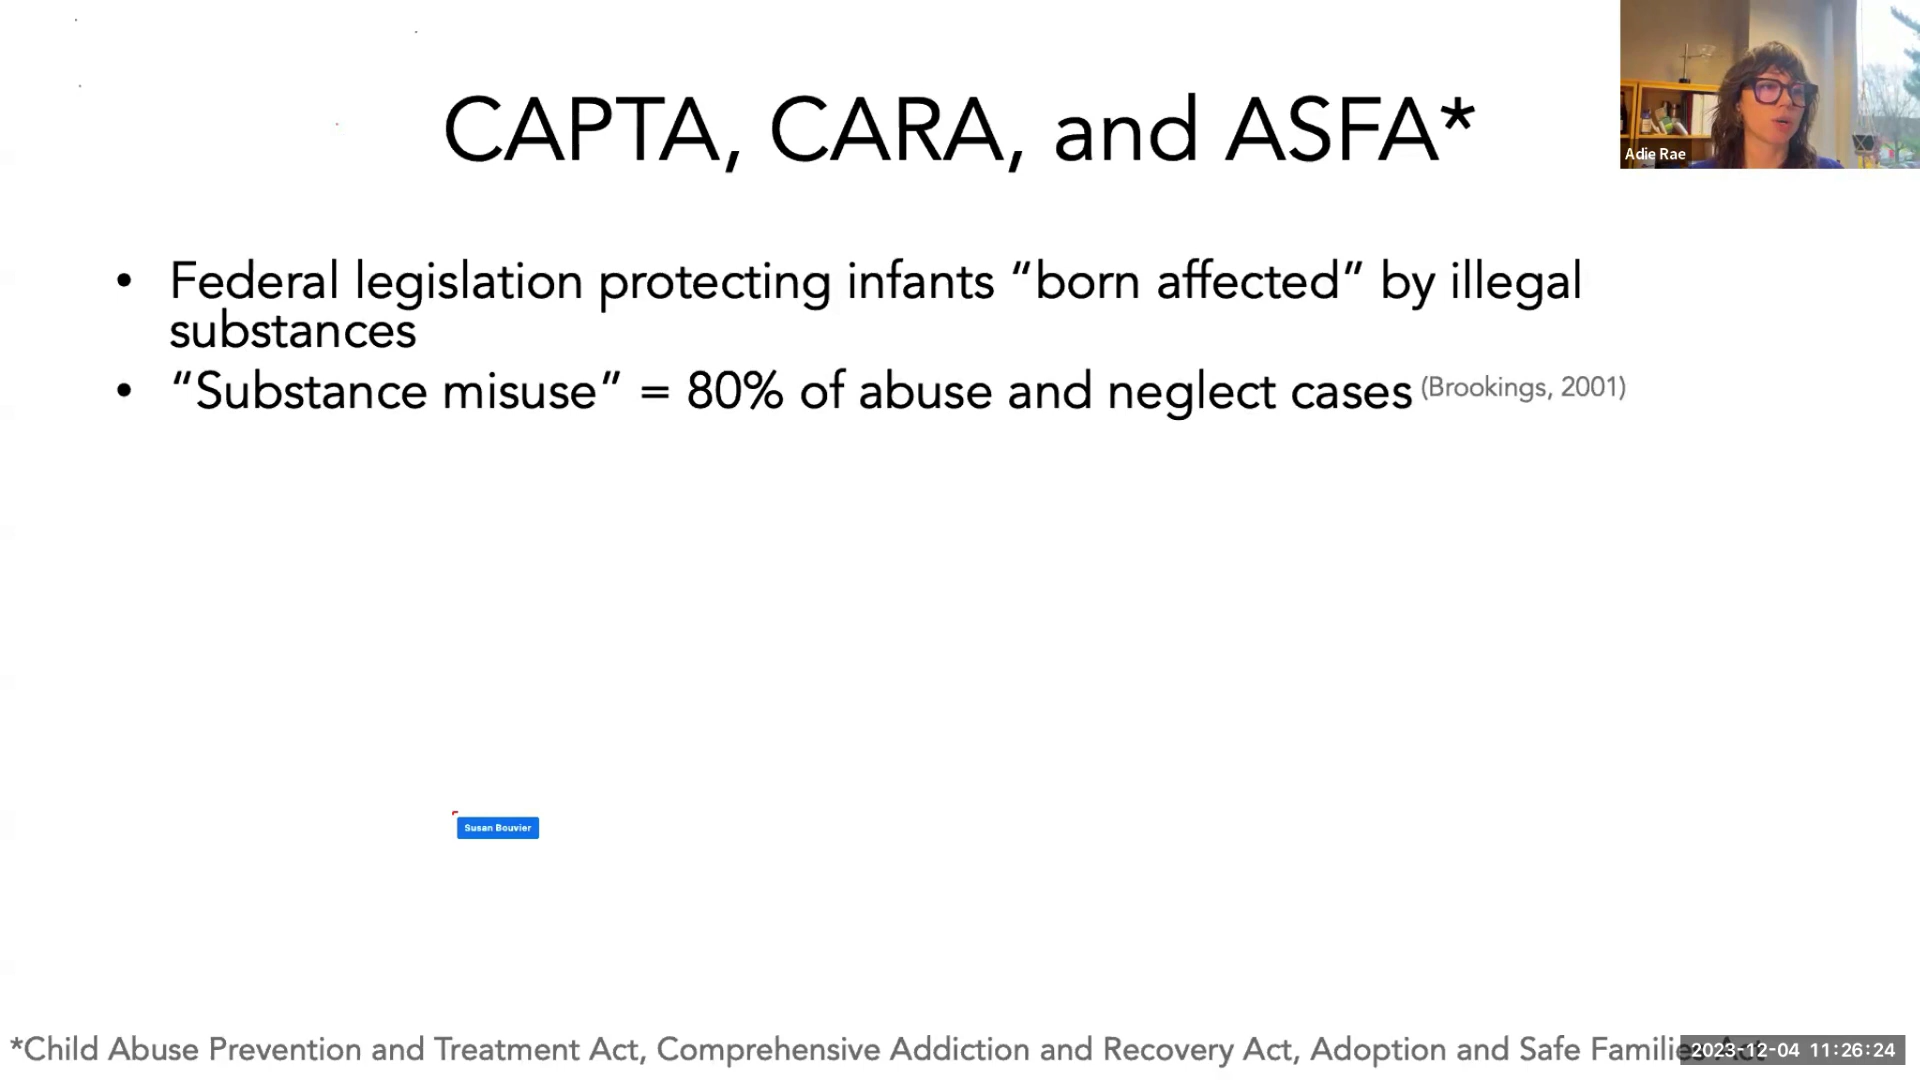 CAPTA, CARA, and ASFA*
Adie Rae
• Federal legislation protecting infants “born affected” by illegal
substances
• “Substance misuse” = 80% of abuse and neglect cases (Brookings, 2001)
Susan Bouvier
*Child Abuse Prevention and Treatment Act, Comprehensive Addiction and Recovery Act, Adoption and Safe Families Act
2023-12-04 11:26:24